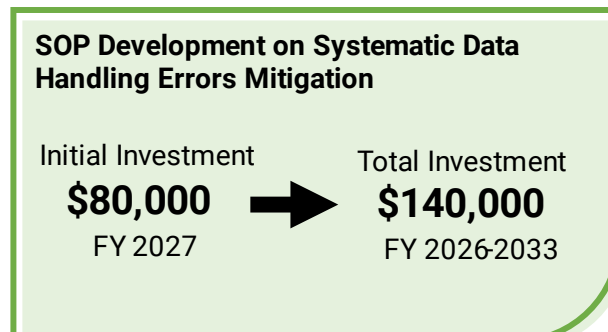 SOP Development on Systematic Data
Handling Errors Mitigation
Initial Investment
$80,000
FY 2027
Total Investment
$140,000
FY 2026-2033